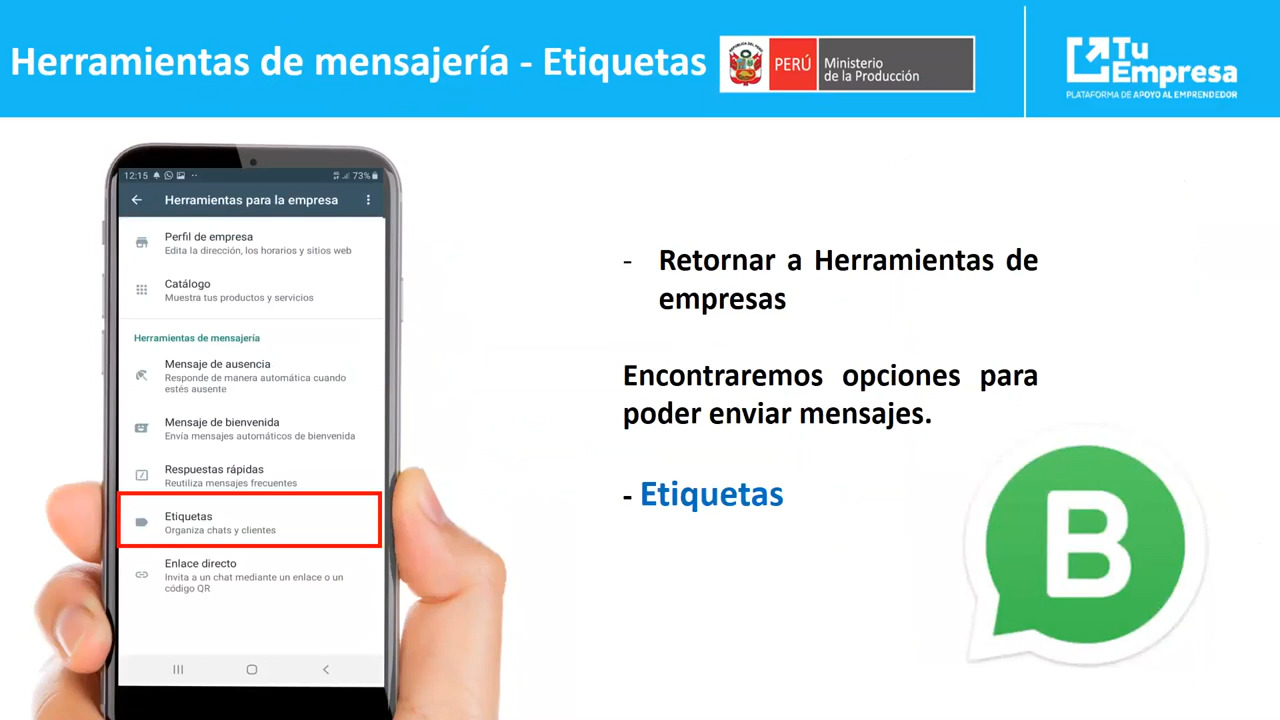 Herramientas de mensajería - Etiquetas
PERÚ
Ministerio
de la Producción
Tu
Empresa
PLATAFORMA DE APOYO AL EMPRENDEDOR
12:15
73%
Herramientas para la empresa
Perfil de empresa
Edita la dirección, los horarios y sitios web
Catálogo
Muestra tus productos y servicios
Herramientas de mensajería
Mensaje de ausencia
Responde de manera automática cuando
estés ausente
Mensaje de bienvenida
Envía mensajes automáticos de bienvenida
Respuestas rápidas
Reutiliza mensajes frecuentes
Etiquetas
Organiza chats y clientes
Enlace directo
Invita a un chat mediante un enlace o un
código QR
- Retornar a Herramientas de
empresas
Encontraremos opciones para
poder enviar mensajes.
- Etiquetas
B